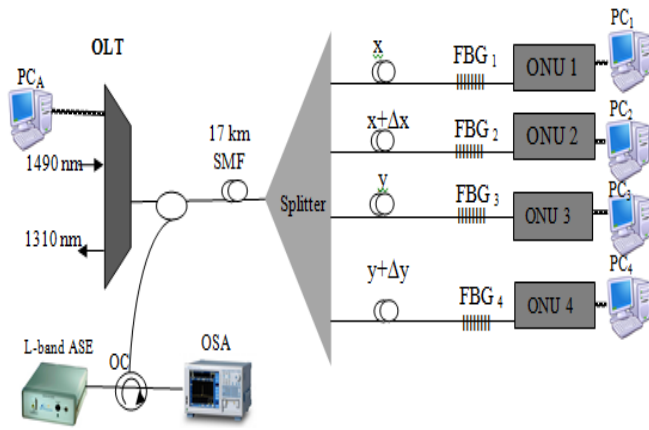 OLT
PC A
1490 nm
1310 nm
17 km
SMF
Splitter
x
FBG 1
ONU 1
PC1
x+Δx
FBG 2
ONU 2
PC2
y
FBG 3
ONU 3
PC3
y+Δy
FBG 4
ONU 4
PC4
L-band ASE
OC
OSA